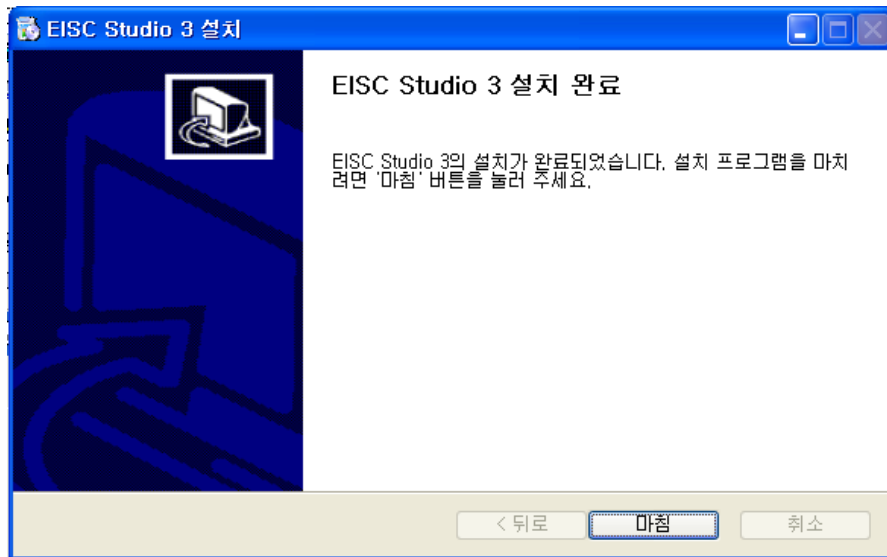 EISC Studio 3 설치
EISC Studio 3 설치 완료
EISC Studio 3의 설치가 완료되었습니다. 설치 프로그램을 마치
려면 '마침' 버튼을 눌러 주세요.
< 뒤로
마침
취소